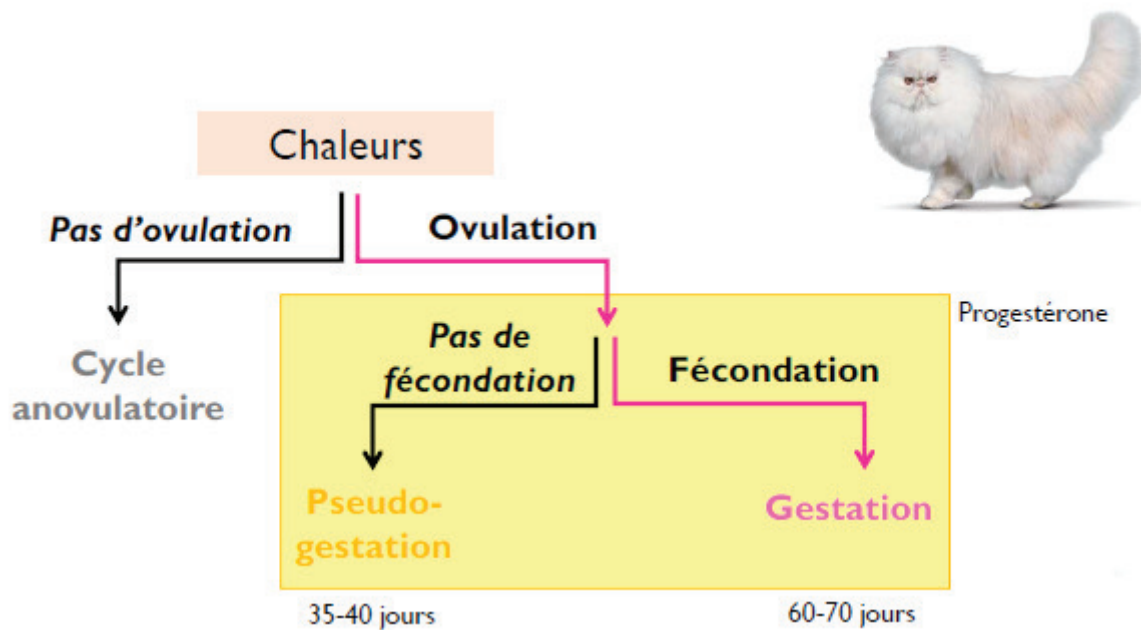 Chaleurs
Pas d'ovulation
Ovulation
Progestérone
Pas de
fécondation
Fécondation
Cycle
anovulatoire
Pseudo-
gestation
Gestation
35-40 jours
60-70 jours